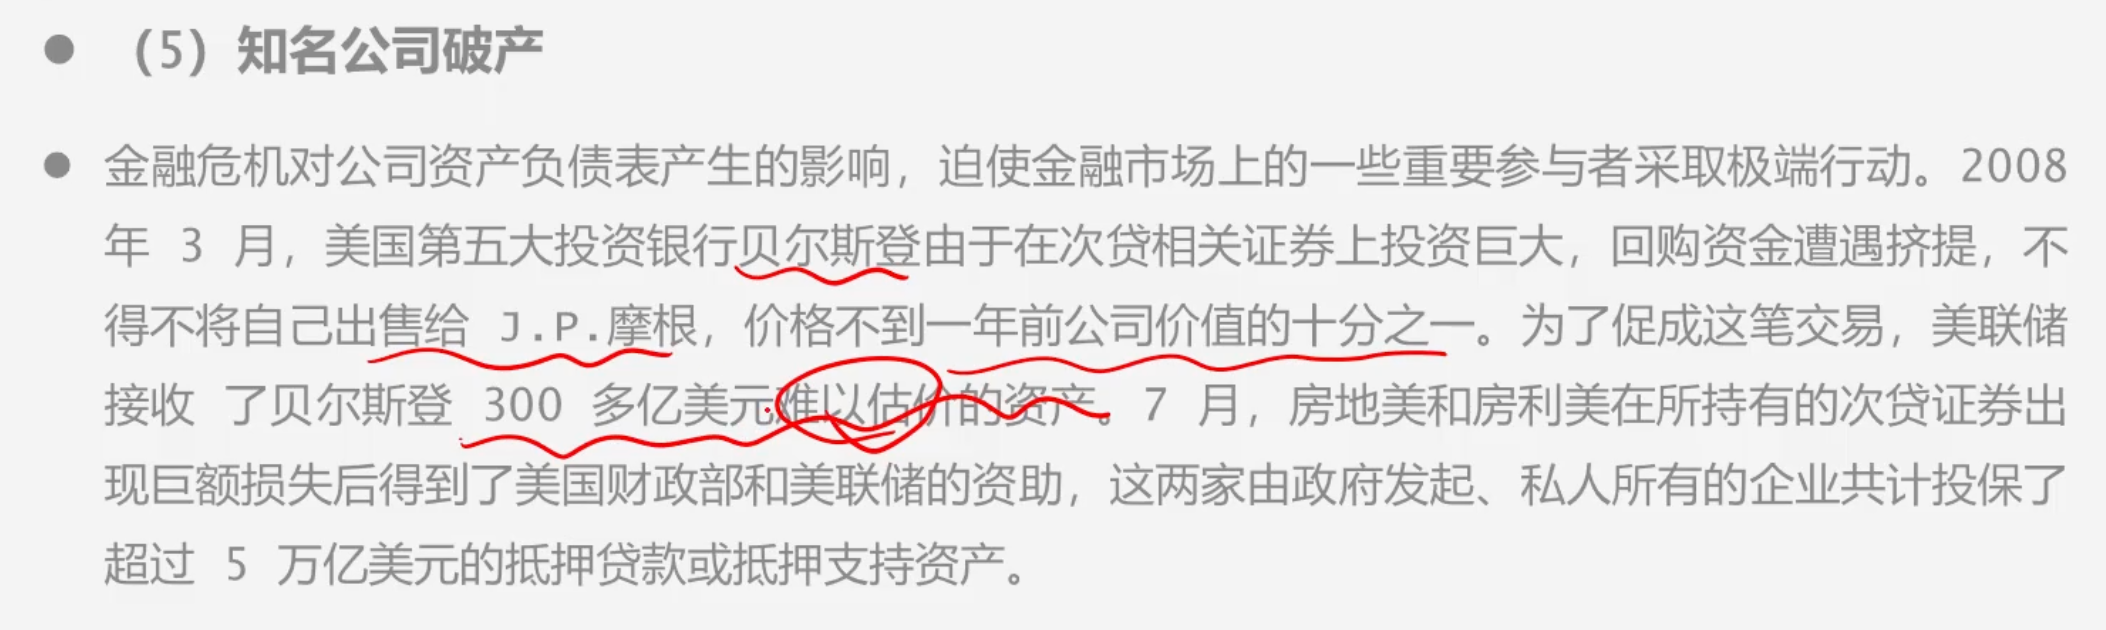 （5）知名公司破产
金融危机对公司资产负债表产生的影响，迫使金融市场上的一些重要参与者采取极端行动。2008
年 3 月，美国第五大投资银行贝尔斯登由于在次贷相关证券上投资巨大，回购资金遭遇挤提，不
得不将自己出售给 J.P.摩根，价格不到一年前公司价值的十分之一。为了促成这笔交易，美联储
接收 了贝尔斯登 300 多亿美元难以估价的资产。7 月，房地美和房利美在所持有的次贷证券出
现巨额损失后得到了美国财政部和美联储的资助，这两家由政府发起、私人所有的企业共计投保了
超过 5 万亿美元的抵押贷款或抵押支持资产。